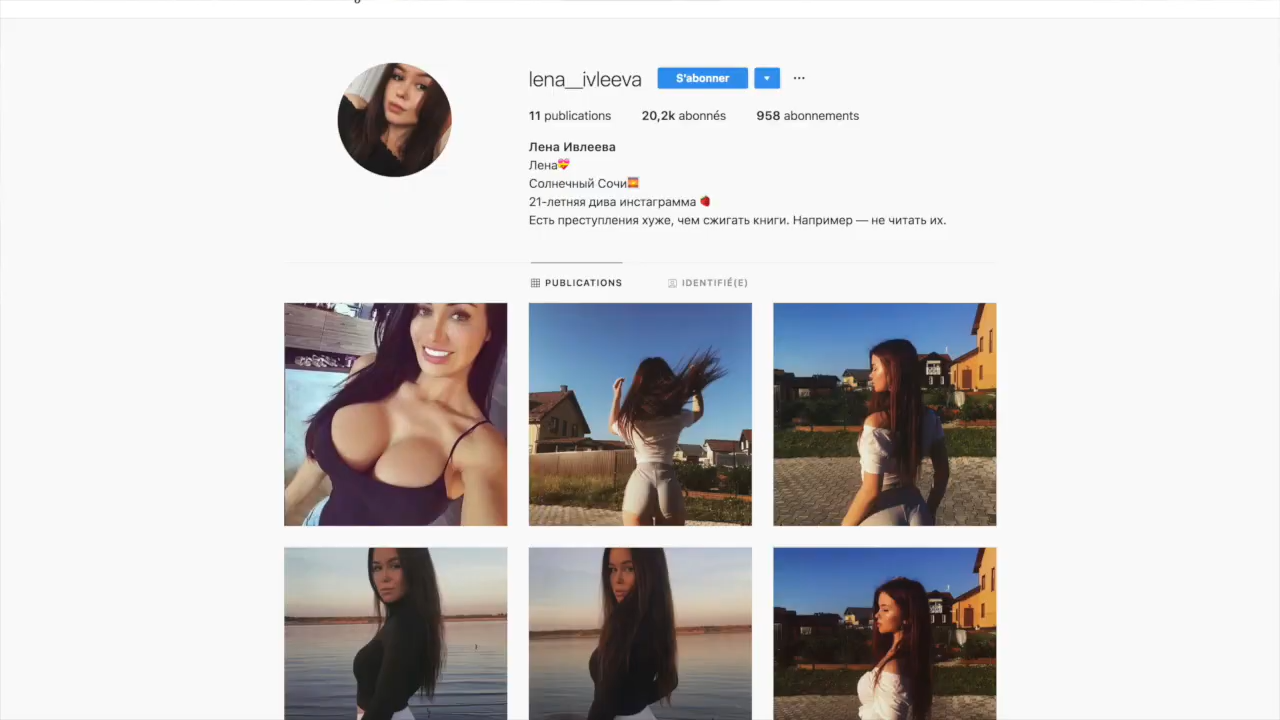 lena__ivleeva S'abonner
11 publications 20,2k abonnés 958 abonnements
Лена Ивлеева
Лена💝
Солнечный Сочи🌇
21-летняя дива инстаграмма 🍓
Есть преступления хуже, чем сжигать книги. Например — не читать их.
PUBLICATIONS IDENTIFIÉ(E)